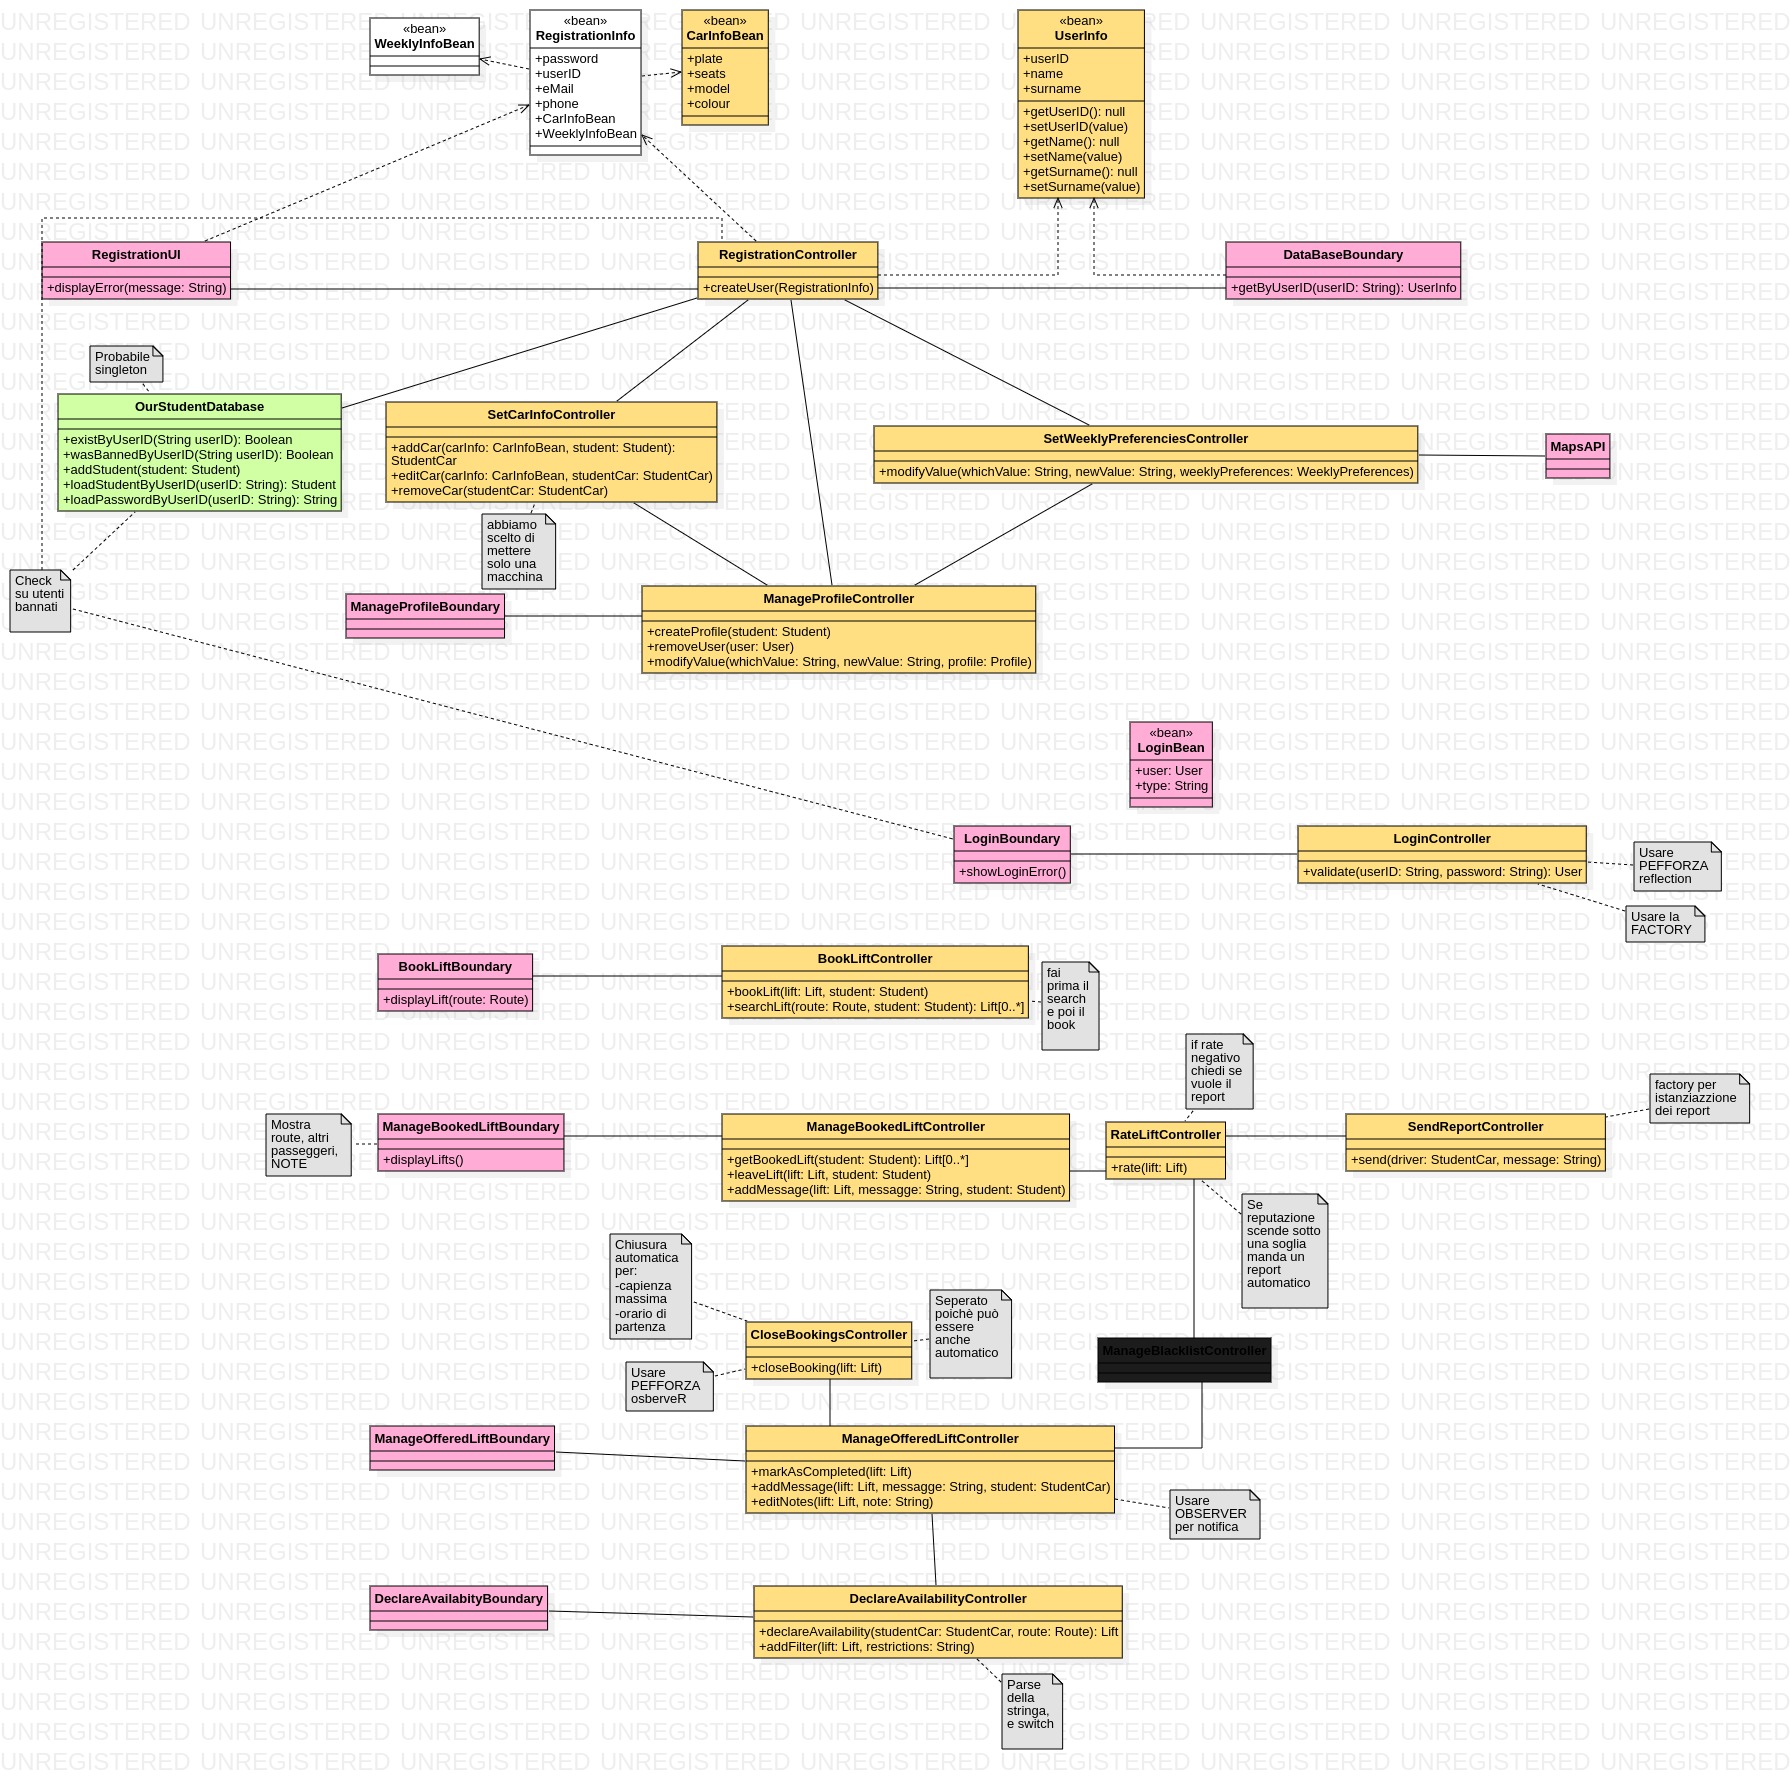 «bean»
WeeklyInfoBean
«bean»
RegistrationInfo
+password
+userID
+eMail
+phone
+CarInfoBean
+WeeklyInfoBean
«bean»
CarInfoBean
+plate
+seats
+model
+colour
«bean»
UserInfo
+userID
+name
+surname
+getUserID(): null
+setUserID(value)
+getName(): null
+setName(value)
+getSurname(): null
+setSurname(value)
RegistrationUI
+displayError(message: String)
RegistrationController
+createUser(RegistrationInfo)
DataBaseBoundary
+getByUserID(userID: String): UserInfo
Probabile
singleton
OurStudentDatabase
+existByUserID(String userID): Boolean
+wasBannedByUserID(String userID): Boolean
+addStudent(student: Student)
+loadStudentByUserID(userID: String): Student
+loadPasswordByUserID(userID: String): String
SetCarInfoController
+addCar(carInfo: CarInfoBean, student: Student):
StudentCar
+editCar(carInfo: CarInfoBean, studentCar: StudentCar)
+removeCar(studentCar: StudentCar)
SetWeeklyPreferenciesController
+modifyValue(whichValue: String, newValue: String, weeklyPreferences: WeeklyPreferences)
MapsAPI
abbiamo
scelto di
mettere
solo una
macchina
Check
su utenti
bannati
ManageProfileBoundary
ManageProfileController
+createProfile(student: Student)
+removeUser(user: User)
+modifyValue(whichValue: String, newValue: String, profile: Profile)
«bean»
LoginBean
+user: User
+type: String
LoginBoundary
+showLoginError()
LoginController
+validate(userID: String, password: String): User
Usare
PEFFORZA
reflection
Usare la
FACTORY
BookLiftBoundary
+displayLift(route: Route)
BookLiftController
+bookLift(lift: Lift, student: Student)
+searchLift(route: Route, student: Student): Lift[0..*]
fai
prima il
search
e poi il
book
if rate
negativo
chiedi se
vuole il
report
factory per
istanziazzione
dei report
Mostra
route, altri
passeggeri,
NOTE
ManageBookedLiftBoundary
+displayLifts()
ManageBookedLiftController
+getBookedLift(student: Student): Lift[0..*]
+leaveLift(lift: Lift, student: Student)
+addMessage(lift: Lift, messagge: String, student: Student)
RateLiftController
+rate(lift: Lift)
SendReportController
+send(driver: StudentCar, message: String)
Se
reputazione
scende sotto
una soglia
manda un
report
automatico
Chiusura
automatica
per:
-capienza
massima
-orario di
partenza
CloseBookingsController
+closeBooking(lift: Lift)
Seperato
poichè può
essere
anche
automatico
Usare
PEFFORZA
osberveR
ManageBlacklistController
ManageOfferedLiftBoundary
ManageOfferedLiftController
+markAsCompleted(lift: Lift)
+addMessage(lift: Lift, messagge: String, student: StudentCar)
+editNotes(lift: Lift, note: String)
Usare
OBSERVER
per notifica
DeclareAvailabityBoundary
DeclareAvailabilityController
+declareAvailability(studentCar: StudentCar, route: Route): Lift
+addFilter(lift: Lift, restrictions: String)
Parse
della
stringa,
e switch